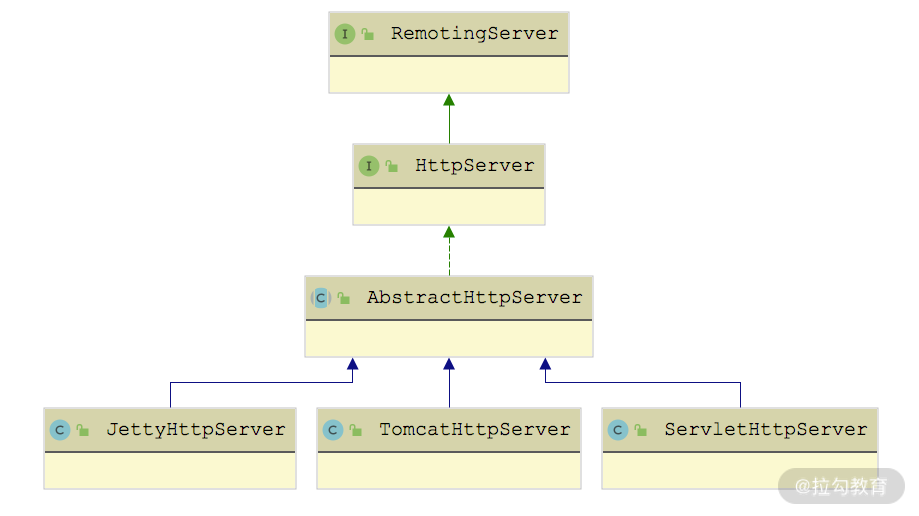 RemotingServer
HttpServer
AbstractHttpServer
JettyHttpServer
TomcatHttpServer
ServletHttpServer
@拉勾教育